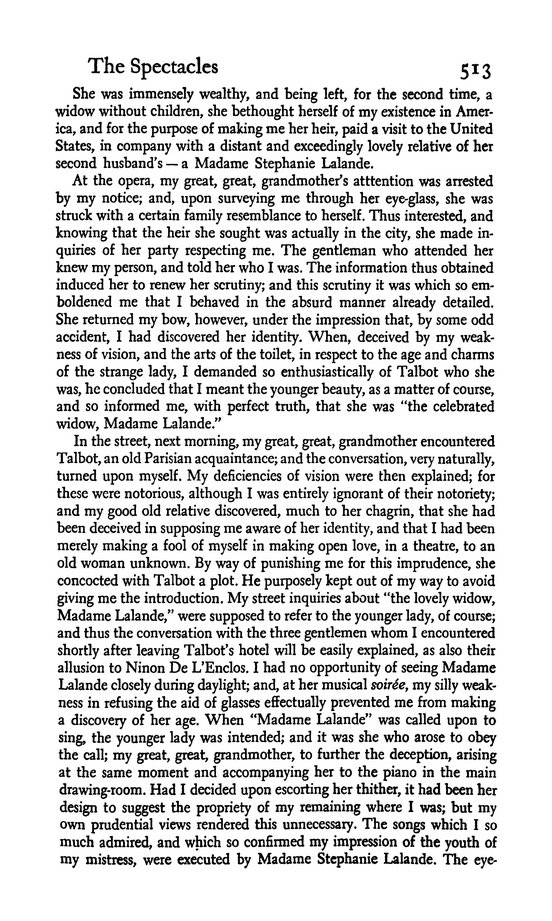 The Spectacles 513
She was immensely wealthy, and being left, for the second time, a
widow without children, she bethought herself of my existence in Amer-
ica, and for the purpose of making me her heir, paid a visit to the United
States, in company with a distant and exceedingly lovely relative of her
second husband's — a Madame Stephanie Lalande.
At the opera, my great, great, grandmother's atttention was arrested
by my notice; and, upon surveying me through her eye-glass, she was
struck with a certain family resemblance to herself. Thus interested, and
knowing that the heir she sought was actually in the city, she made in-
quiries of her party respecting me. The gentleman who attended her
knew my person, and told her who I was. The information thus obtained
induced her to renew her scrutiny; and this scrutiny it was which so em-
boldened me that I behaved in the absurd manner already detailed.
She returned my bow, however, under the impression that, by some odd
accident, I had discovered her identity. When, deceived by my weak-
ness of vision, and the arts of the toilet, in respect to the age and charms
of the strange lady, I demanded so enthusiastically of Talbot who she
was, he concluded that I meant the younger beauty, as a matter of course,
and so informed me, with perfect truth, that she was "the celebrated
widow, Madame Lalande."
In the street, next morning, my great, great, grandmother encountered
Talbot, an old Parisian acquaintance; and the conversation, very naturally,
turned upon myself. My deficiencies of vision were then explained; for
these were notorious, although I was entirely ignorant of their notoriety;
and my good old relative discovered, much to her chagrin, that she had
been deceived in supposing me aware of her identity, and that I had been
merely making a fool of myself in making open love, in a theatre, to an
old woman unknown. By way of punishing me for this imprudence, she
concocted with Talbot a plot. He purposely kept out of my way to avoid
giving me the introduction. My street inquiries about "the lovely widow,
Madame Lalande," were supposed to refer to the younger lady, of course;
and thus the conversation with the three gentlemen whom I encountered
shortly after leaving Talbot's hotel will be easily explained, as also their
allusion to Ninon De L'Enclos. I had no opportunity of seeing Madame
Lalande closely during daylight; and, at her musical soirée, my silly weak-
ness in refusing the aid of glasses effectually prevented me from making
a discovery of her age. When "Madame Lalande" was called upon to
sing, the younger lady was intended; and it was she who arose to obey
the call; my great, great, grandmother, to further the deception, arising
at the same moment and accompanying her to the piano in the main
drawing-room. Had I decided upon escorting her thither, it had been her
design to suggest the propriety of my remaining where I was; but my
own prudential views rendered this unnecessary. The songs which I so
much admired, and which so confirmed my impression of the youth of
my mistress, were executed by Madame Stephanie Lalande. The eye-